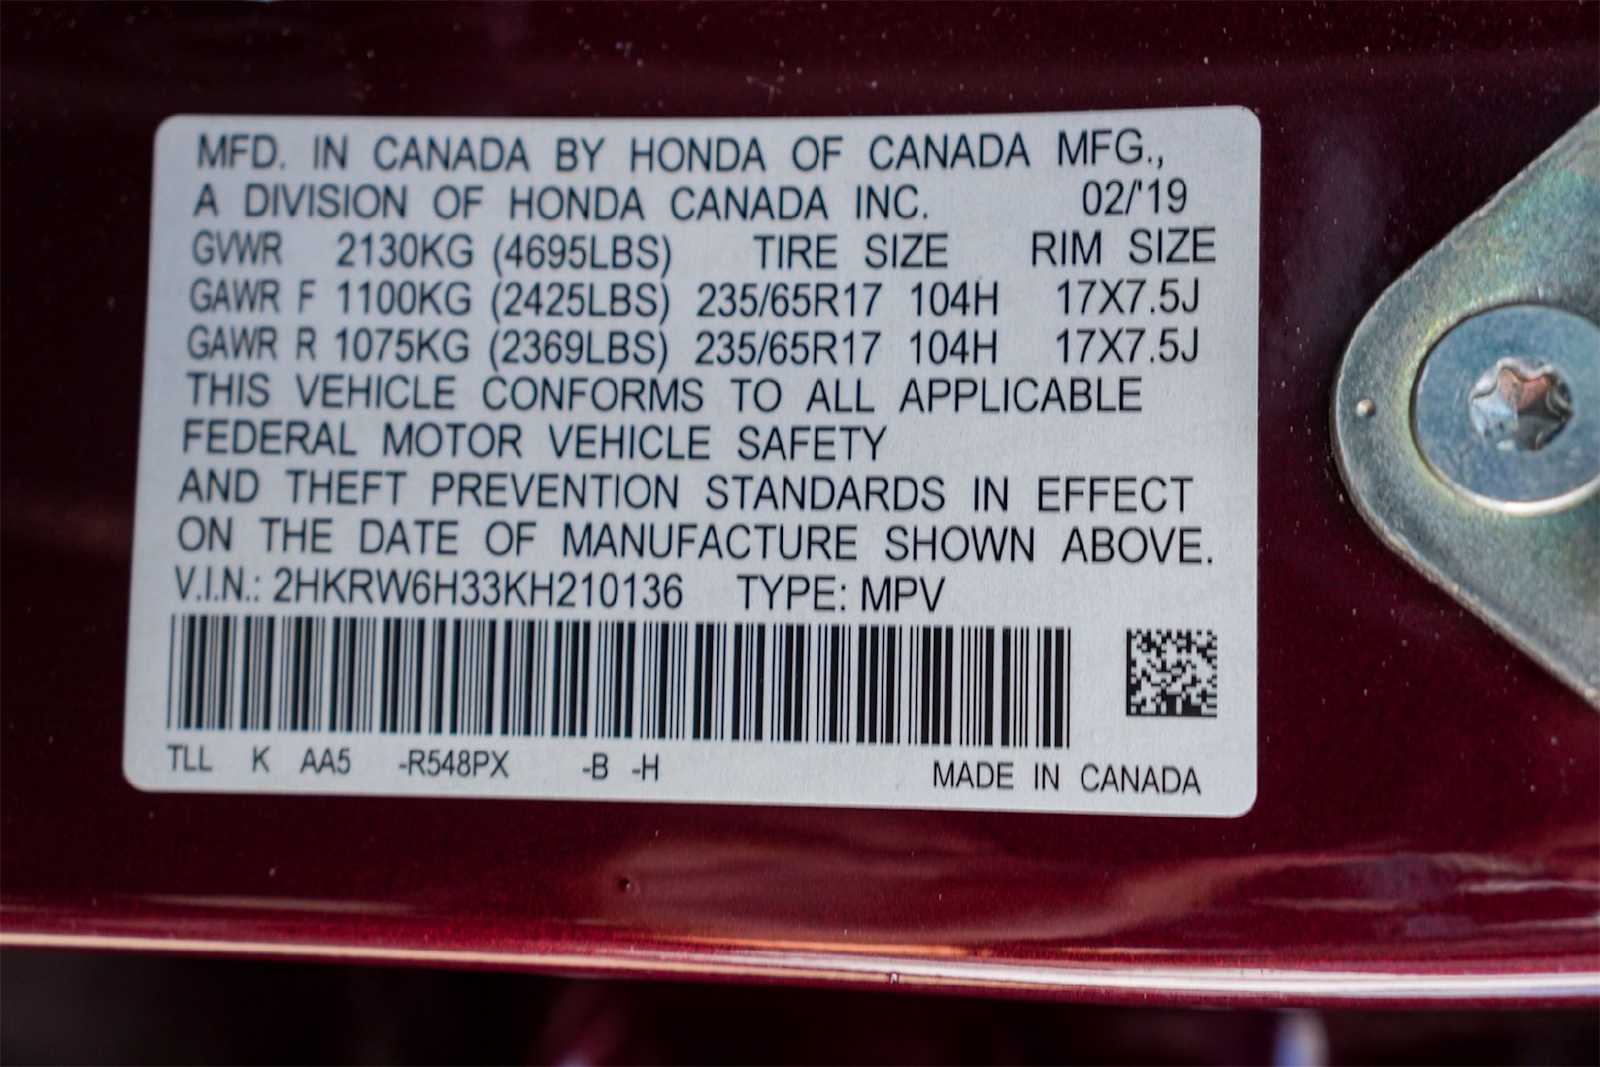 MFD. IN CANADA BY HONDA OF CANADA MFG.,
A DIVISION OF HONDA CANADA INC. 02/'19
GVWR 2130KG (4695LBS) TIRE SIZE RIM SIZE
GAWR F 1100KG (2425LBS) 235/65R17 104H 17X7.5J
GAWR R 1075KG (2369LBS) 235/65R17 104H 17X7.5J
THIS VEHICLE CONFORMS TO ALL APPLICABLE
FEDERAL MOTOR VEHICLE SAFETY
AND THEFT PREVENTION STANDARDS IN EFFECT
ON THE DATE OF MANUFACTURE SHOWN ABOVE.
V.I.N.: 2HKRW6H33KH210136 TYPE: MPV
TLL K AA5 -R548PX -B -H MADE IN CANADA